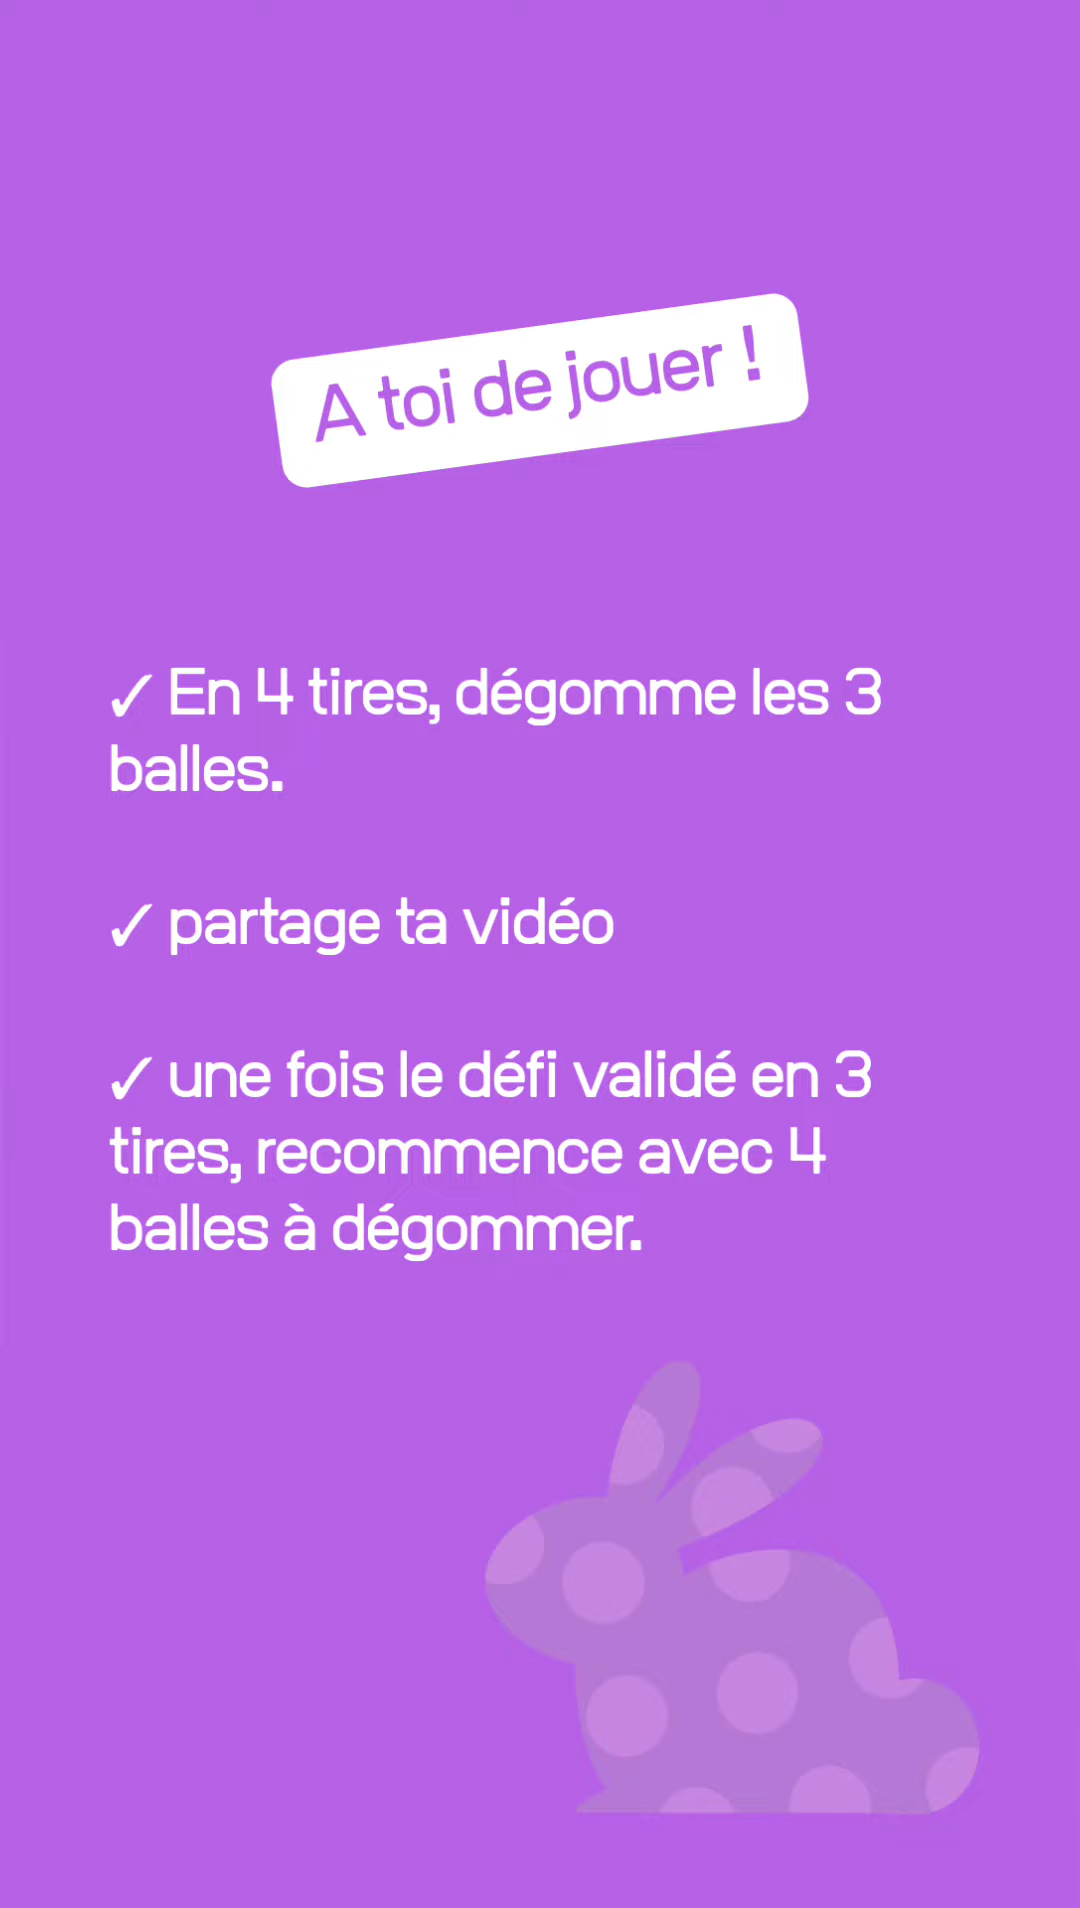 A toi de jouer !
✓ En 4 tires, dégomme les 3
balles.
✓ partage ta vidéo
✓ une fois le défi validé en 3
tires, recommence avec 4
balles à dégommer.